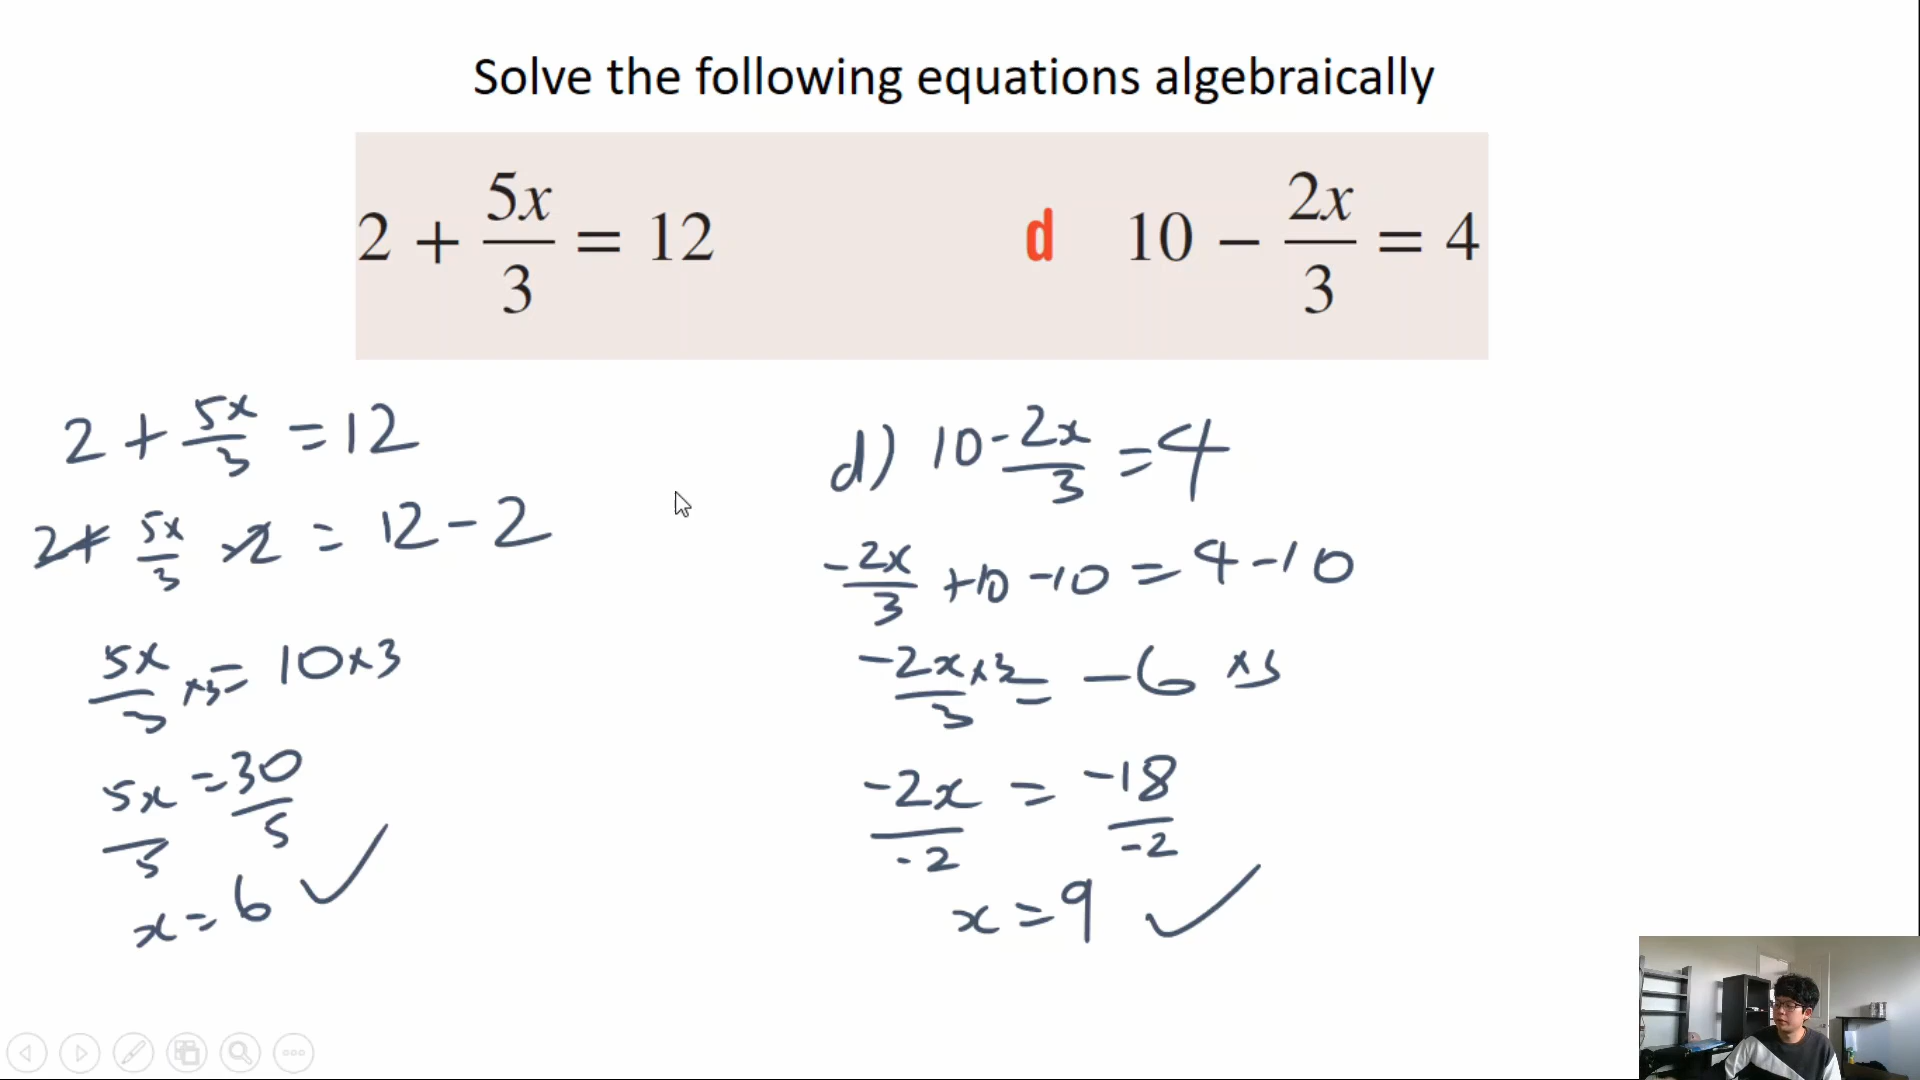 Solve the following equations algebraically
2 + 5x/3 = 12
d 10 − 2x/3 = 4
2 + 5x/3 = 12
2 + 5x/3 - 2 = 12 - 2
5x/3 ×3 = 10×3
5x/5 = 30/5
x = 6 ✓
d) 10 - 2x/3 = 4
-2x/3 +10 -10 = 4 -10
-2x×3/3 = -6 ×3
-2x/-2 = -18/-2
x = 9 ✓